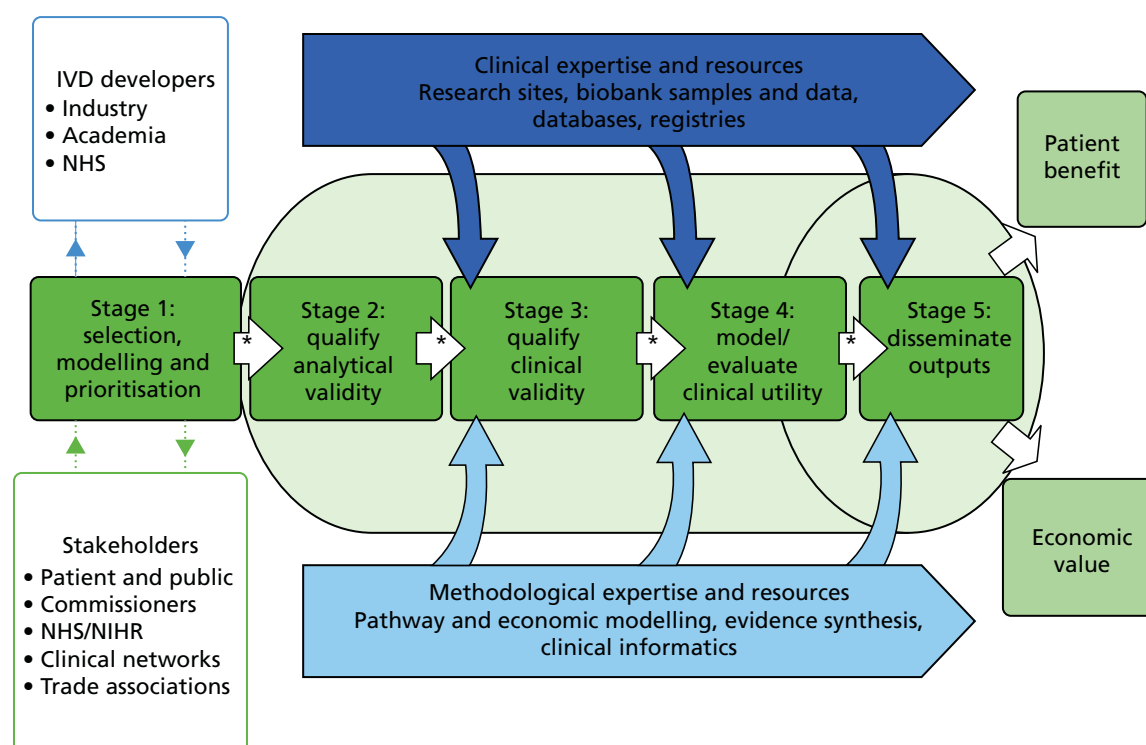 IVD developers
• Industry
• Academia
• NHS
Clinical expertise and resources
Research sites, biobank samples and data,
databases, registries
Patient
benefit
Stage 1:
selection,
modelling and
prioritisation
*
Stage 2:
qualify
analytical
validity
*
Stage 3:
qualify
clinical
validity
*
Stage 4:
model/
evaluate
clinical utility
*
Stage 5:
disseminate
outputs
Stakeholders
• Patient and public
• Commissioners
• NHS/NIHR
• Clinical networks
• Trade associations
Methodological expertise and resources
Pathway and economic modelling, evidence synthesis,
clinical informatics
Economic
value